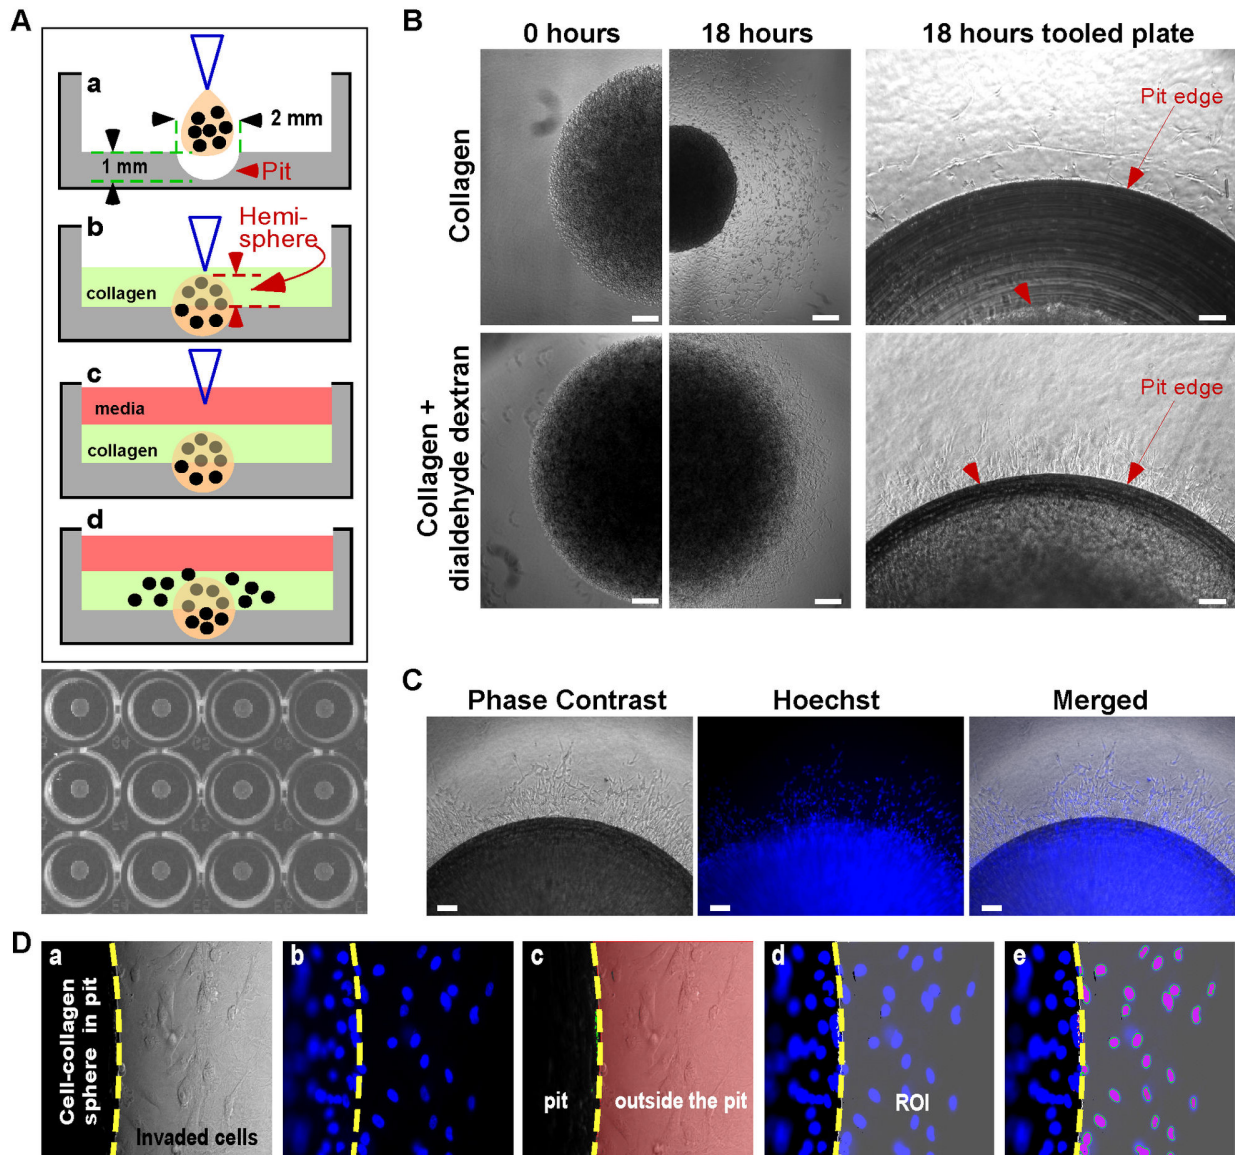 A
a
2 mm
1 mm
Pit
b
Hemi-
sphere
collagen
c
media
collagen
d
B
0 hours
18 hours
18 hours tooled plate
Collagen
Pit edge
Collagen +
dialdehyde dextran
Pit edge
C
Phase Contrast
Hoechst
Merged
D
a
Cell-collagen
sphere in pit
Invaded cells
b
c
pit
outside the pit
d
ROI
e